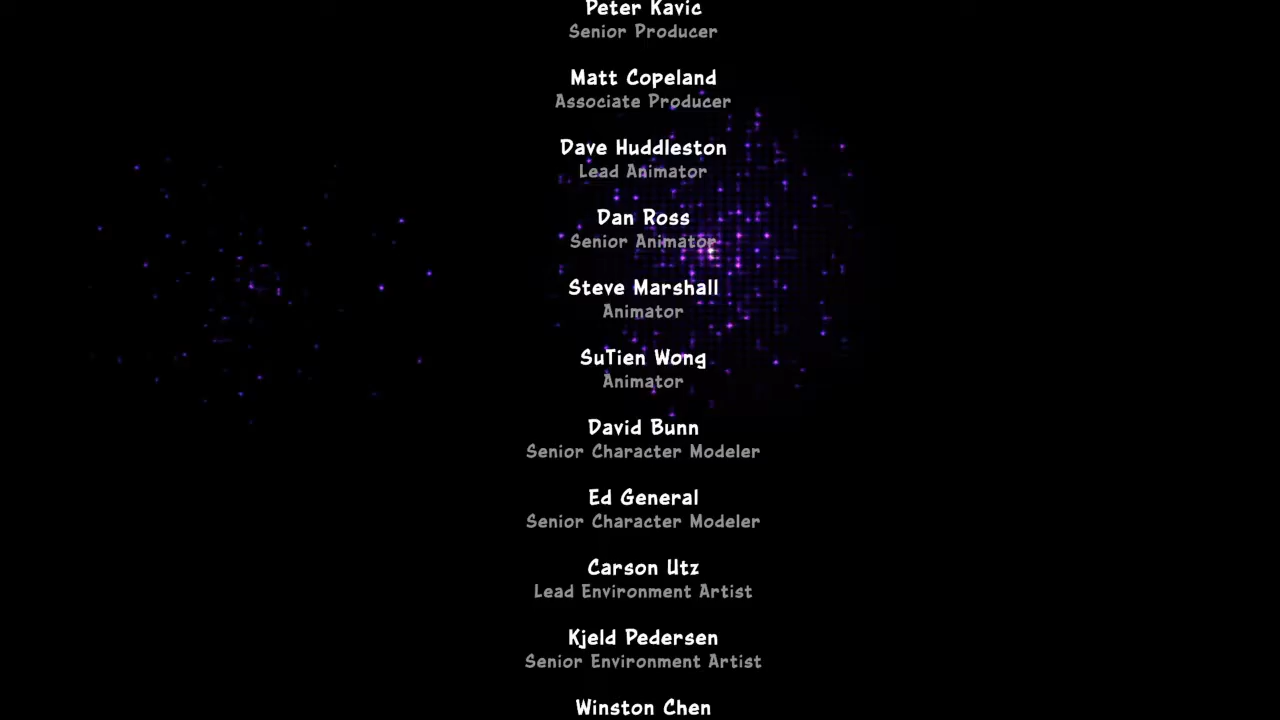 Peter Kavic
Senior Producer
Matt Copeland
Associate Producer
Dave Huddleston
Lead Animator
Dan Ross
Senior Animator
Steve Marshall
Animator
SuTien Wong
Animator
David Bunn
Senior Character Modeler
Ed General
Senior Character Modeler
Carson Utz
Lead Environment Artist
Kjeld Pedersen
Senior Environment Artist
Winston Chen